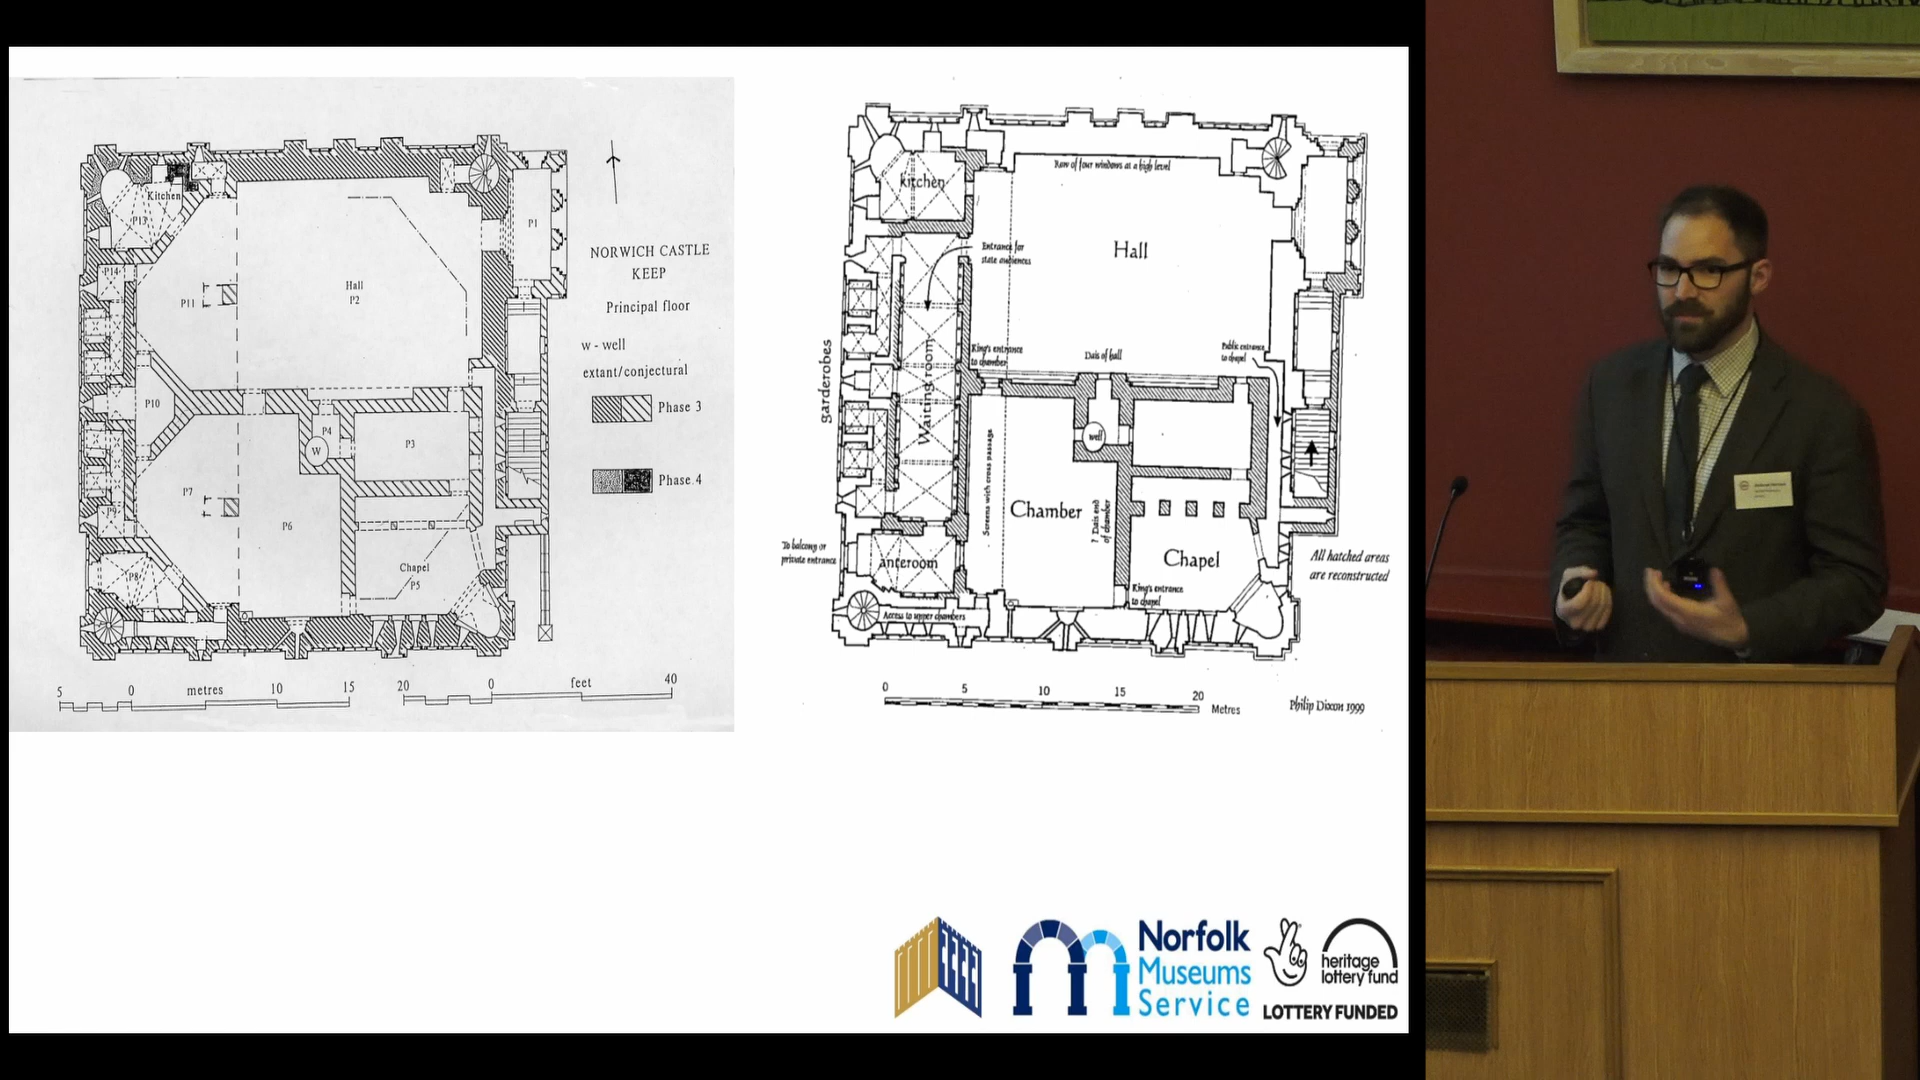 Kitchen
P13
P14
P11
Hall
P2
P1
P10
P4
W
P3
P7
P6
P9
P8
Chapel
P5
NORWICH CASTLE
KEEP
Principal floor
w - well
extant/conjectural
Phase 3
Phase 4
5 0 metres 10 15
20 0 feet 40
Row of four windows at a high level
kitchen
Entrance for
state audiences
Hall
garderobes
Waiting room
King's entrance
to chamber
Dais of hall
Public entrance
to chapel
well
Screens wich cross passage
Chamber
? Dais end
of chamber
Chapel
To balcony or
private entrance
anteroom
King's entrance
to chapel
Access to upper chambers
All hatched areas
are reconstructed
0 5 10 15 20
Metres
Philip Dixon 1999
Norfolk
Museums
Service
heritage
lottery fund
LOTTERY FUNDED